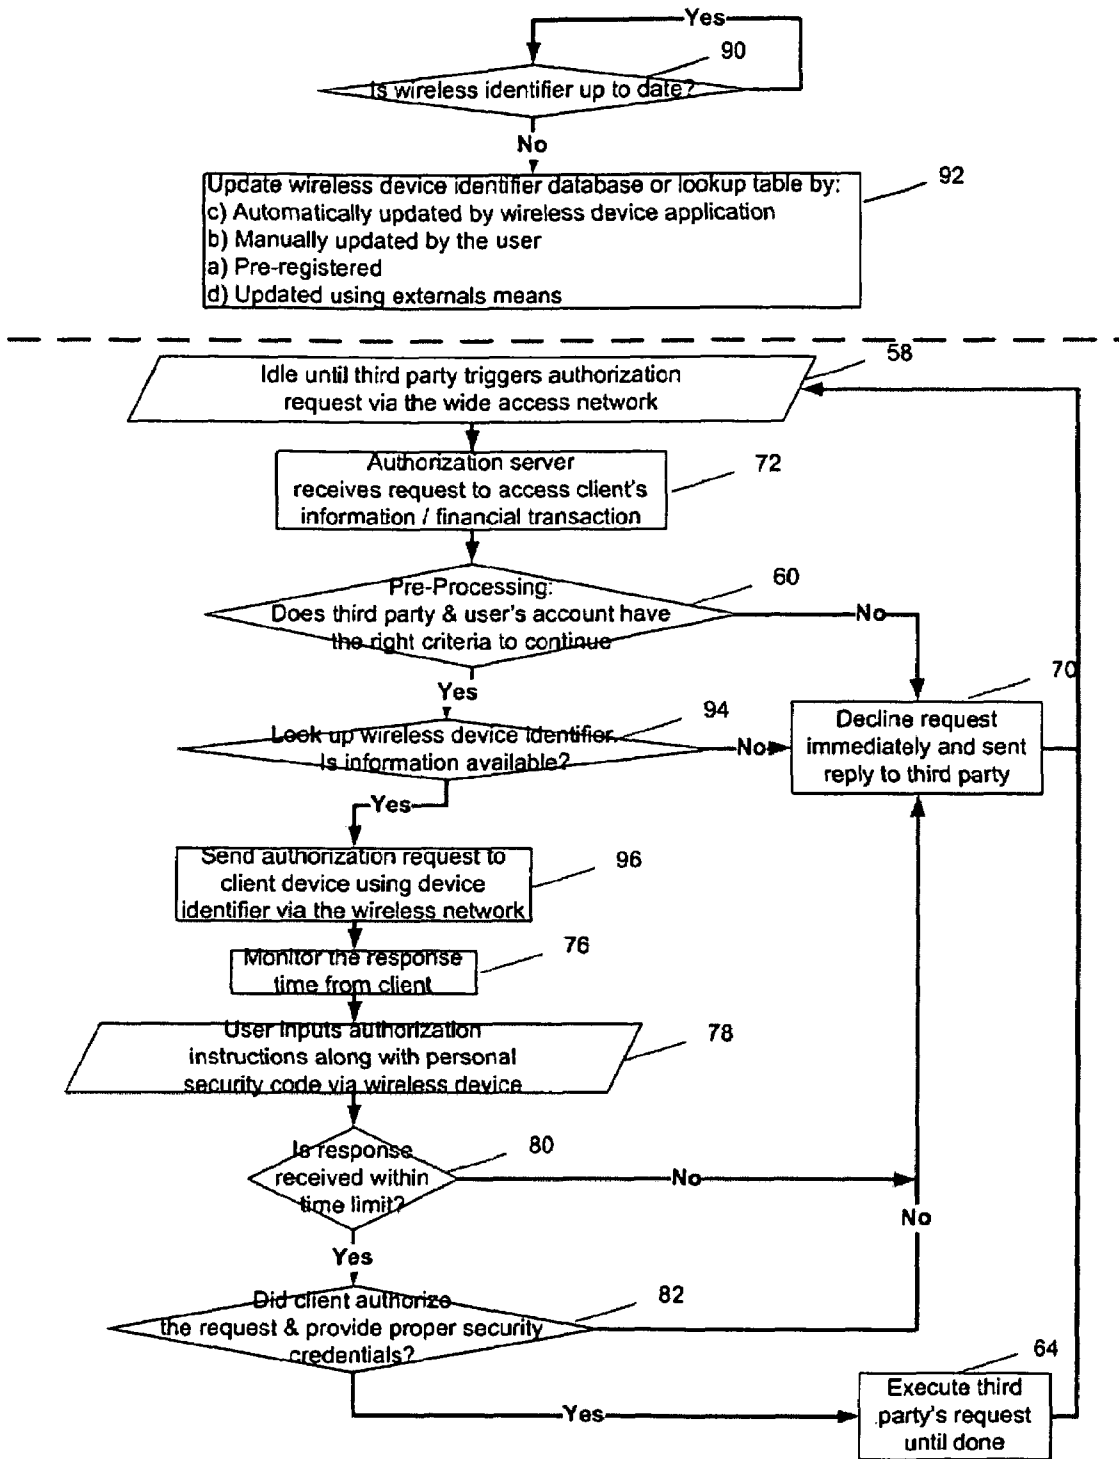 Yes
90
Is wireless identifier up to date?
No
92
Update wireless device identifier database or lookup table by:
c) Automatically updated by wireless device application
b) Manually updated by the user
a) Pre-registered
d) Updated using externals means
58
Idle until third party triggers authorization
request via the wide access network
72
Authorization server
receives request to access client's
information / financial transaction
60
Pre-Processing:
Does third party & user's account have
the right criteria to continue
No
Yes
70
Decline request
immediately and sent
reply to third party
94
Look up wireless device identifier.
Is information available?
No
Yes
96
Send authorization request to
client device using device
identifier via the wireless network
76
Monitor the response
time from client
78
User inputs authorization
instructions along with personal
security code via wireless device
80
Is response
received within
time limit?
No
No
Yes
82
Did client authorize
the request & provide proper security
credentials?
64
Execute third
party's request
until done
Yes